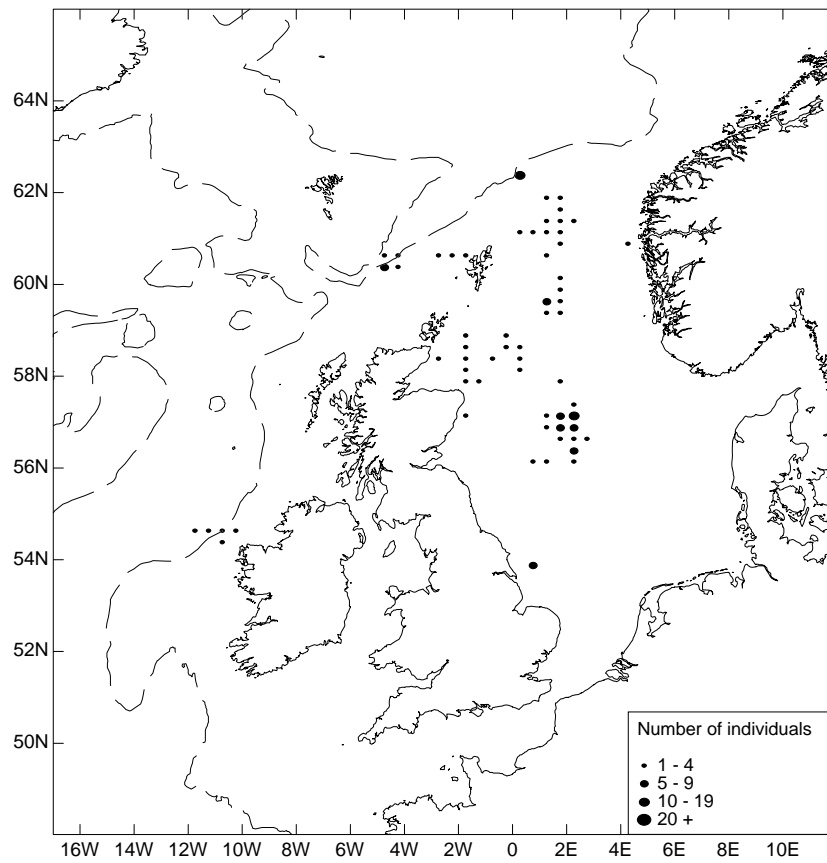 64N
62N
60N
58N
56N
54N
52N
50N
Number of individuals
1 - 4
5 - 9
10 - 19
20 +
16W 14W 12W 10W 8W 6W 4W 2W 0 2E 4E 6E 8E 10E